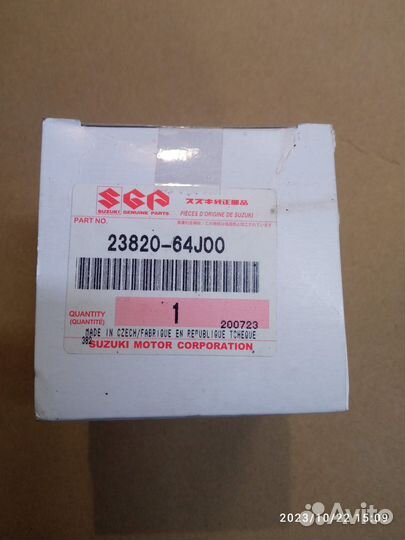 SGP
SUZUKI GENUINE PARTS
スズキ純正部品
PIÈCES D'ORIGINE DE SUZUKI
PART NO.
23820-64J00
QUANTITY
(QUANTITÉ)
1
200723
MADE IN CZECH/FABRIQUE EN REPUBLIQUE TCHEQUE
382
SUZUKI MOTOR CORPORATION
2023/10/22 15:09
Avito